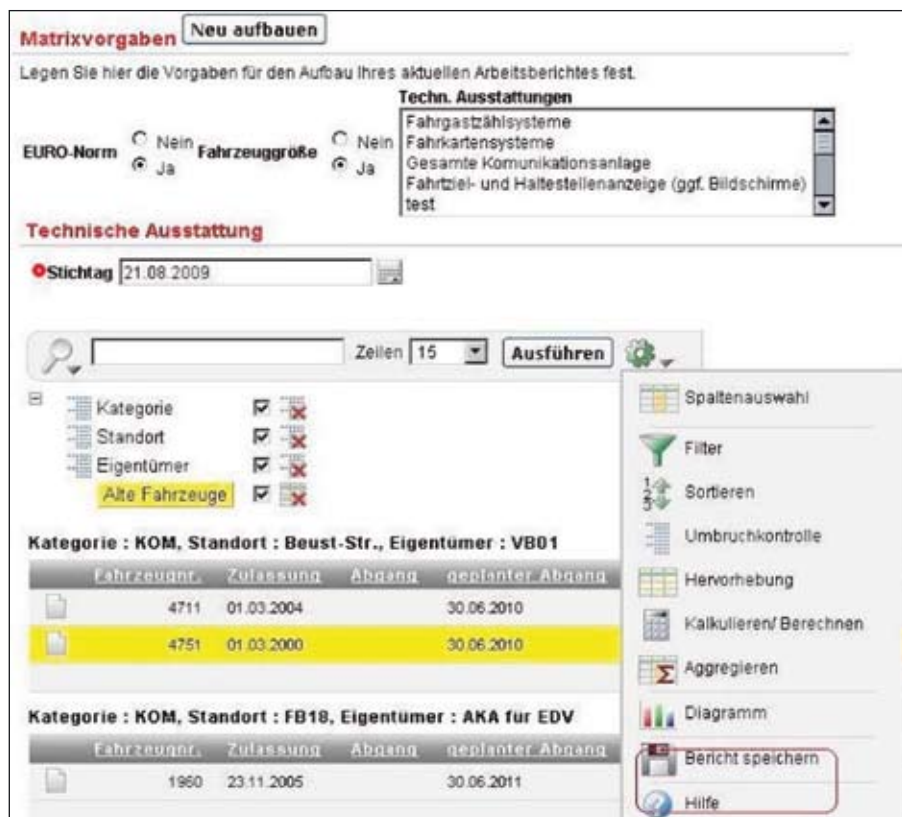 Matrixvorgaben Neu aufbauen
Legen Sie hier die Vorgaben für den Aufbau Ihres aktuellen Arbeitsberichtes fest.
Techn. Ausstattungen
EURO-Norm Nein Ja Fahrzeuggröße Nein Ja
Fahrgastzählsysteme
Fahrkartensysteme
Gesamte Komunikationsanlage
Fahrtziel- und Haltestellenanzeige (ggf. Bildschirme)
test
Technische Ausstattung
Stichtag 21.08.2009
Zeilen 15 Ausführen
Kategorie
Standort
Eigentümer
Alte Fahrzeuge
Spaltenauswahl
Filter
1 2 3 Sortieren
Umbruchkontrolle
Hervorhebung
Kalkulieren/ Berechnen
Σ Aggregieren
Diagramm
Bericht speichern
? Hilfe
Kategorie : KOM, Standort : Beust-Str., Eigentümer : VB01
Fahrzeugnr. Zulassung Abgang geplanter Abgang
4711 01.03.2004 30.06.2010
4751 01.03.2000 30.06.2010
Kategorie : KOM, Standort : FB18, Eigentümer : AKA für EDV
Fahrzeugnr. Zulassung Abgang geplanter Abgang
1960 23.11.2005 30.06.2011